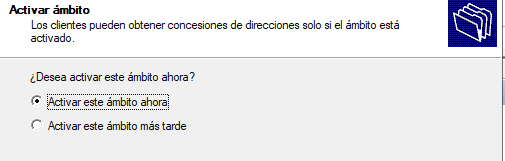 Activar ámbito
Los clientes pueden obtener concesiones de direcciones solo si el ámbito está
activado.
¿Desea activar este ámbito ahora?
Activar este ámbito ahora
Activar este ámbito más tarde